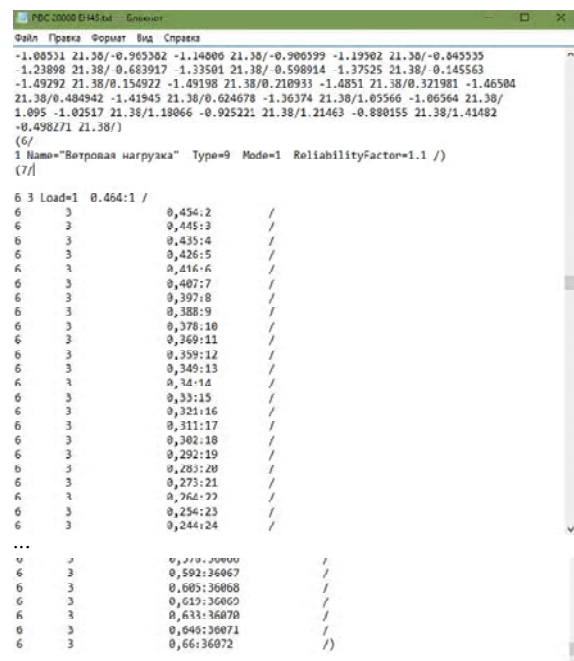 РВС 20000 EH45.txt — Блокнот
Файл Правка Формат Вид Справка
-1.08531 21.38/-0.965382 -1.14806 21.38/-0.906599 -1.19502 21.38/-0.845535
-1.23898 21.38/-0.683917 -1.33501 21.38/-0.598914 -1.37525 21.38/-0.145563
-1.49292 21.38/0.154922 -1.49198 21.38/0.210933 -1.4851 21.38/0.321981 -1.46504
21.38/0.484942 -1.41945 21.38/0.624678 -1.36374 21.38/1.05566 -1.06564 21.38/
1.095 -1.02517 21.38/1.18066 -0.925221 21.38/1.21463 -0.880155 21.38/1.41482
-0.498271 21.38/)
(6/
1 Name="Ветровая нагрузка" Type=9 Mode=1 ReliabilityFactor=1.1 /)
(7/
6 3 Load=1 0.464:1 /
6 3 0,454:2 /
6 3 0,445:3 /
6 3 0,435:4 /
6 3 0,426:5 /
6 3 0,416:6 /
6 3 0,407:7 /
6 3 0,397:8 /
6 3 0,388:9 /
6 3 0,378:10 /
6 3 0,369:11 /
6 3 0,359:12 /
6 3 0,349:13 /
6 3 0,34:14 /
6 3 0,33:15 /
6 3 0,321:16 /
6 3 0,311:17 /
6 3 0,302:18 /
6 3 0,292:19 /
6 3 0,283:20 /
6 3 0,273:21 /
6 3 0,264:22 /
6 3 0,254:23 /
6 3 0,244:24 /
...
6 3 /
6 3 0,592:36067 /
6 3 0,605:36068 /
6 3 0,619:36069 /
6 3 0,633:36070 /
6 3 0,646:36071 /
6 3 0,66:36072 /)